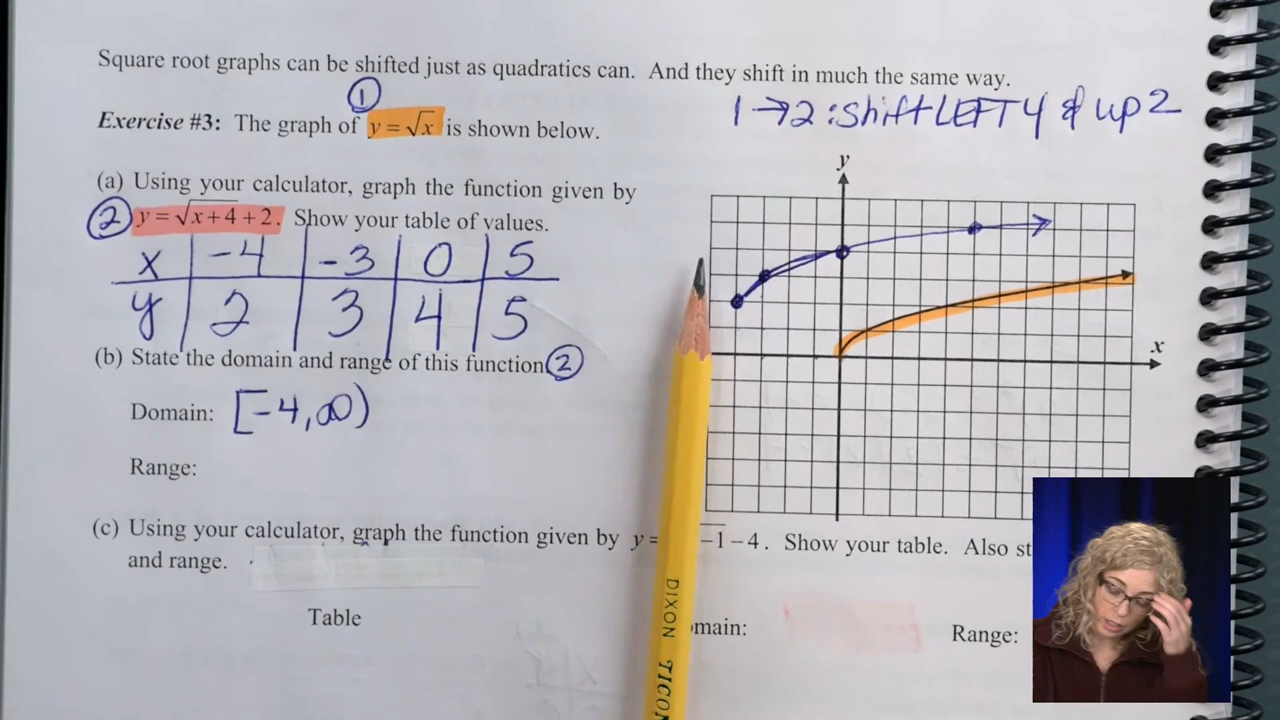 Square root graphs can be shifted just as quadratics can. And they shift in much the same way.
①
1→2: Shift LEFT 4 & up 2
Exercise #3: The graph of y = √x is shown below.
(a) Using your calculator, graph the function given by
② y = √x+4 + 2. Show your table of values.
x | -4 | -3 | 0 | 5
y | 2 | 3 | 4 | 5
(b) State the domain and range of this function ②
Domain: [-4, ∞)
Range:
y
x
(c) Using your calculator, graph the function given by y = -1 - 4. Show your table. Also
and range.
Table
Range:
DIXON TICO